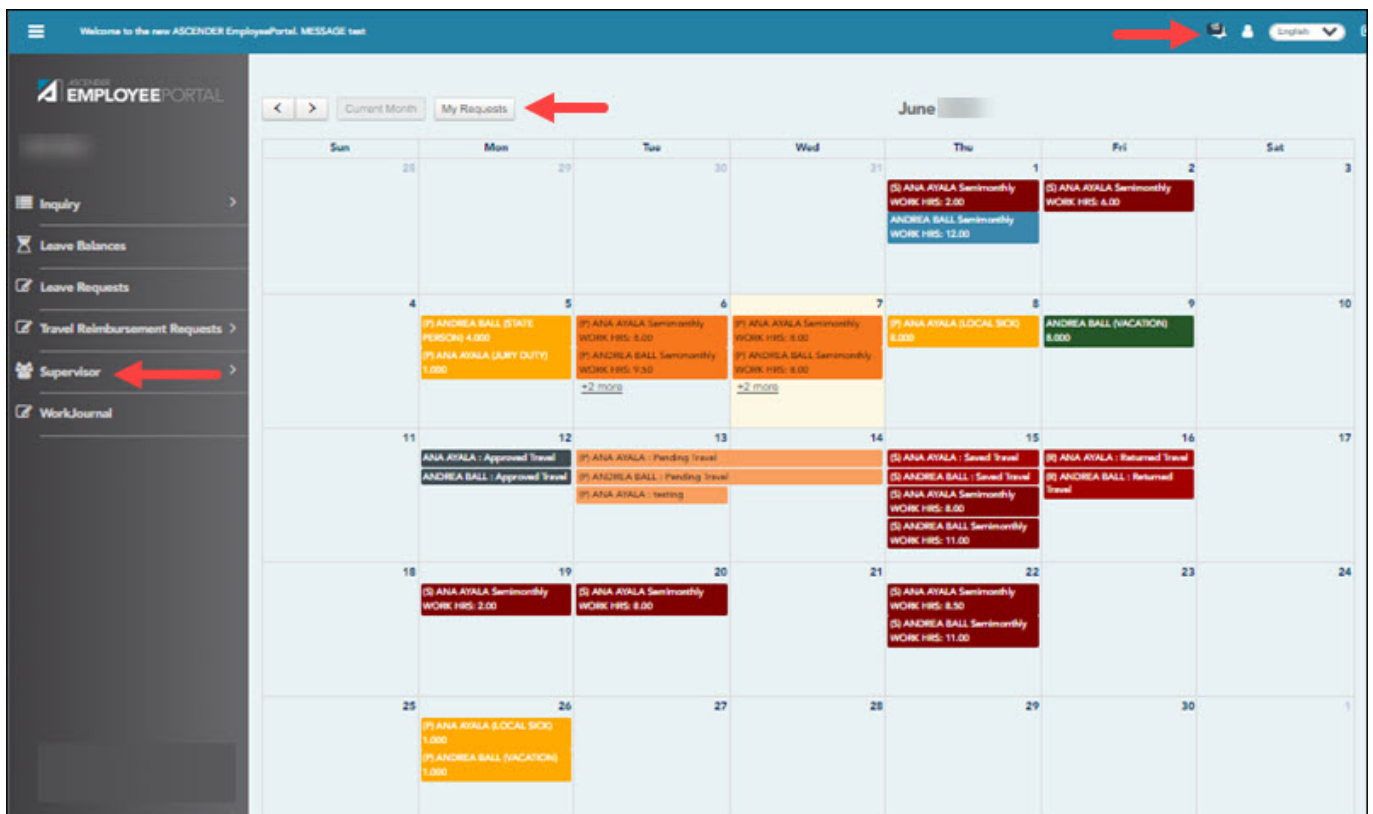 Welcome to the new ASCENDER EmployeePortal. MESSAGE test
English
ASCENDER
EMPLOYEEPORTAL
Inquiry
Leave Balances
Leave Requests
Travel Reimbursement Requests
Supervisor
WorkJournal
Current Month
My Requests
June
Sun Mon Tue Wed Thu Fri Sat
28 29 30 31 1 2 3
(S) ANA AYALA Semimonthly
WORK HRS: 2.00
ANDREA BALL Semimonthly
WORK HRS: 12.00
(S) ANA AYALA Semimonthly
WORK HRS: 6.00
4 5 6 7 8 9 10
(P) ANDREA BALL (STATE
PERSON) 4.000
(P) ANA AYALA (JURY DUTY)
1.000
(P) ANA AYALA Semimonthly
WORK HRS: 8.00
(P) ANDREA BALL Semimonthly
WORK HRS: 9.50
+2 more
(P) ANA AYALA Semimonthly
WORK HRS: 8.00
(P) ANDREA BALL Semimonthly
WORK HRS: 8.00
+2 more
(P) ANA AYALA (LOCAL SICK)
8.000
ANDREA BALL (VACATION)
8.000
11 12 13 14 15 16 17
ANA AYALA : Approved Travel
ANDREA BALL : Approved Travel
(P) ANA AYALA : Pending Travel
(P) ANDREA BALL : Pending Travel
(P) ANA AYALA : testing
(S) ANA AYALA : Saved Travel
(S) ANDREA BALL : Saved Travel
(S) ANA AYALA Semimonthly
WORK HRS: 8.00
(S) ANDREA BALL Semimonthly
WORK HRS: 11.00
(R) ANA AYALA : Returned Travel
(R) ANDREA BALL : Returned
Travel
18 19 20 21 22 23 24
(S) ANA AYALA Semimonthly
WORK HRS: 2.00
(S) ANA AYALA Semimonthly
WORK HRS: 8.00
(S) ANA AYALA Semimonthly
WORK HRS: 8.50
(S) ANDREA BALL Semimonthly
WORK HRS: 11.00
25 26 27 28 29 30 1
(P) ANA AYALA (LOCAL SICK)
1.000
(P) ANDREA BALL (VACATION)
1.000